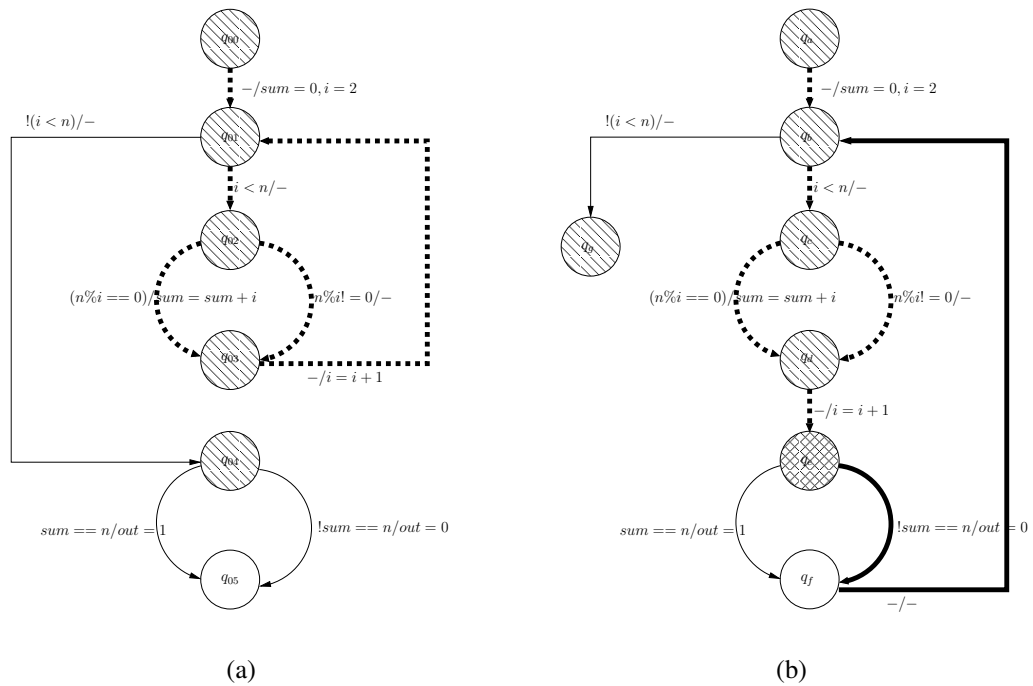 q00
-/sum = 0, i = 2
!(i < n)/-
q01
i < n/-
q02
(n%i == 0)/sum = sum + i
n%i! = 0/-
q03
-/i = i + 1
q04
sum == n/out = 1
!sum == n/out = 0
q05
(a)
qa
-/sum = 0, i = 2
!(i < n)/-
qb
i < n/-
qc
qg
(n%i == 0)/sum = sum + i
n%i! = 0/-
qd
-/i = i + 1
qe
sum == n/out = 1
!sum == n/out = 0
qf
-/-
(b)